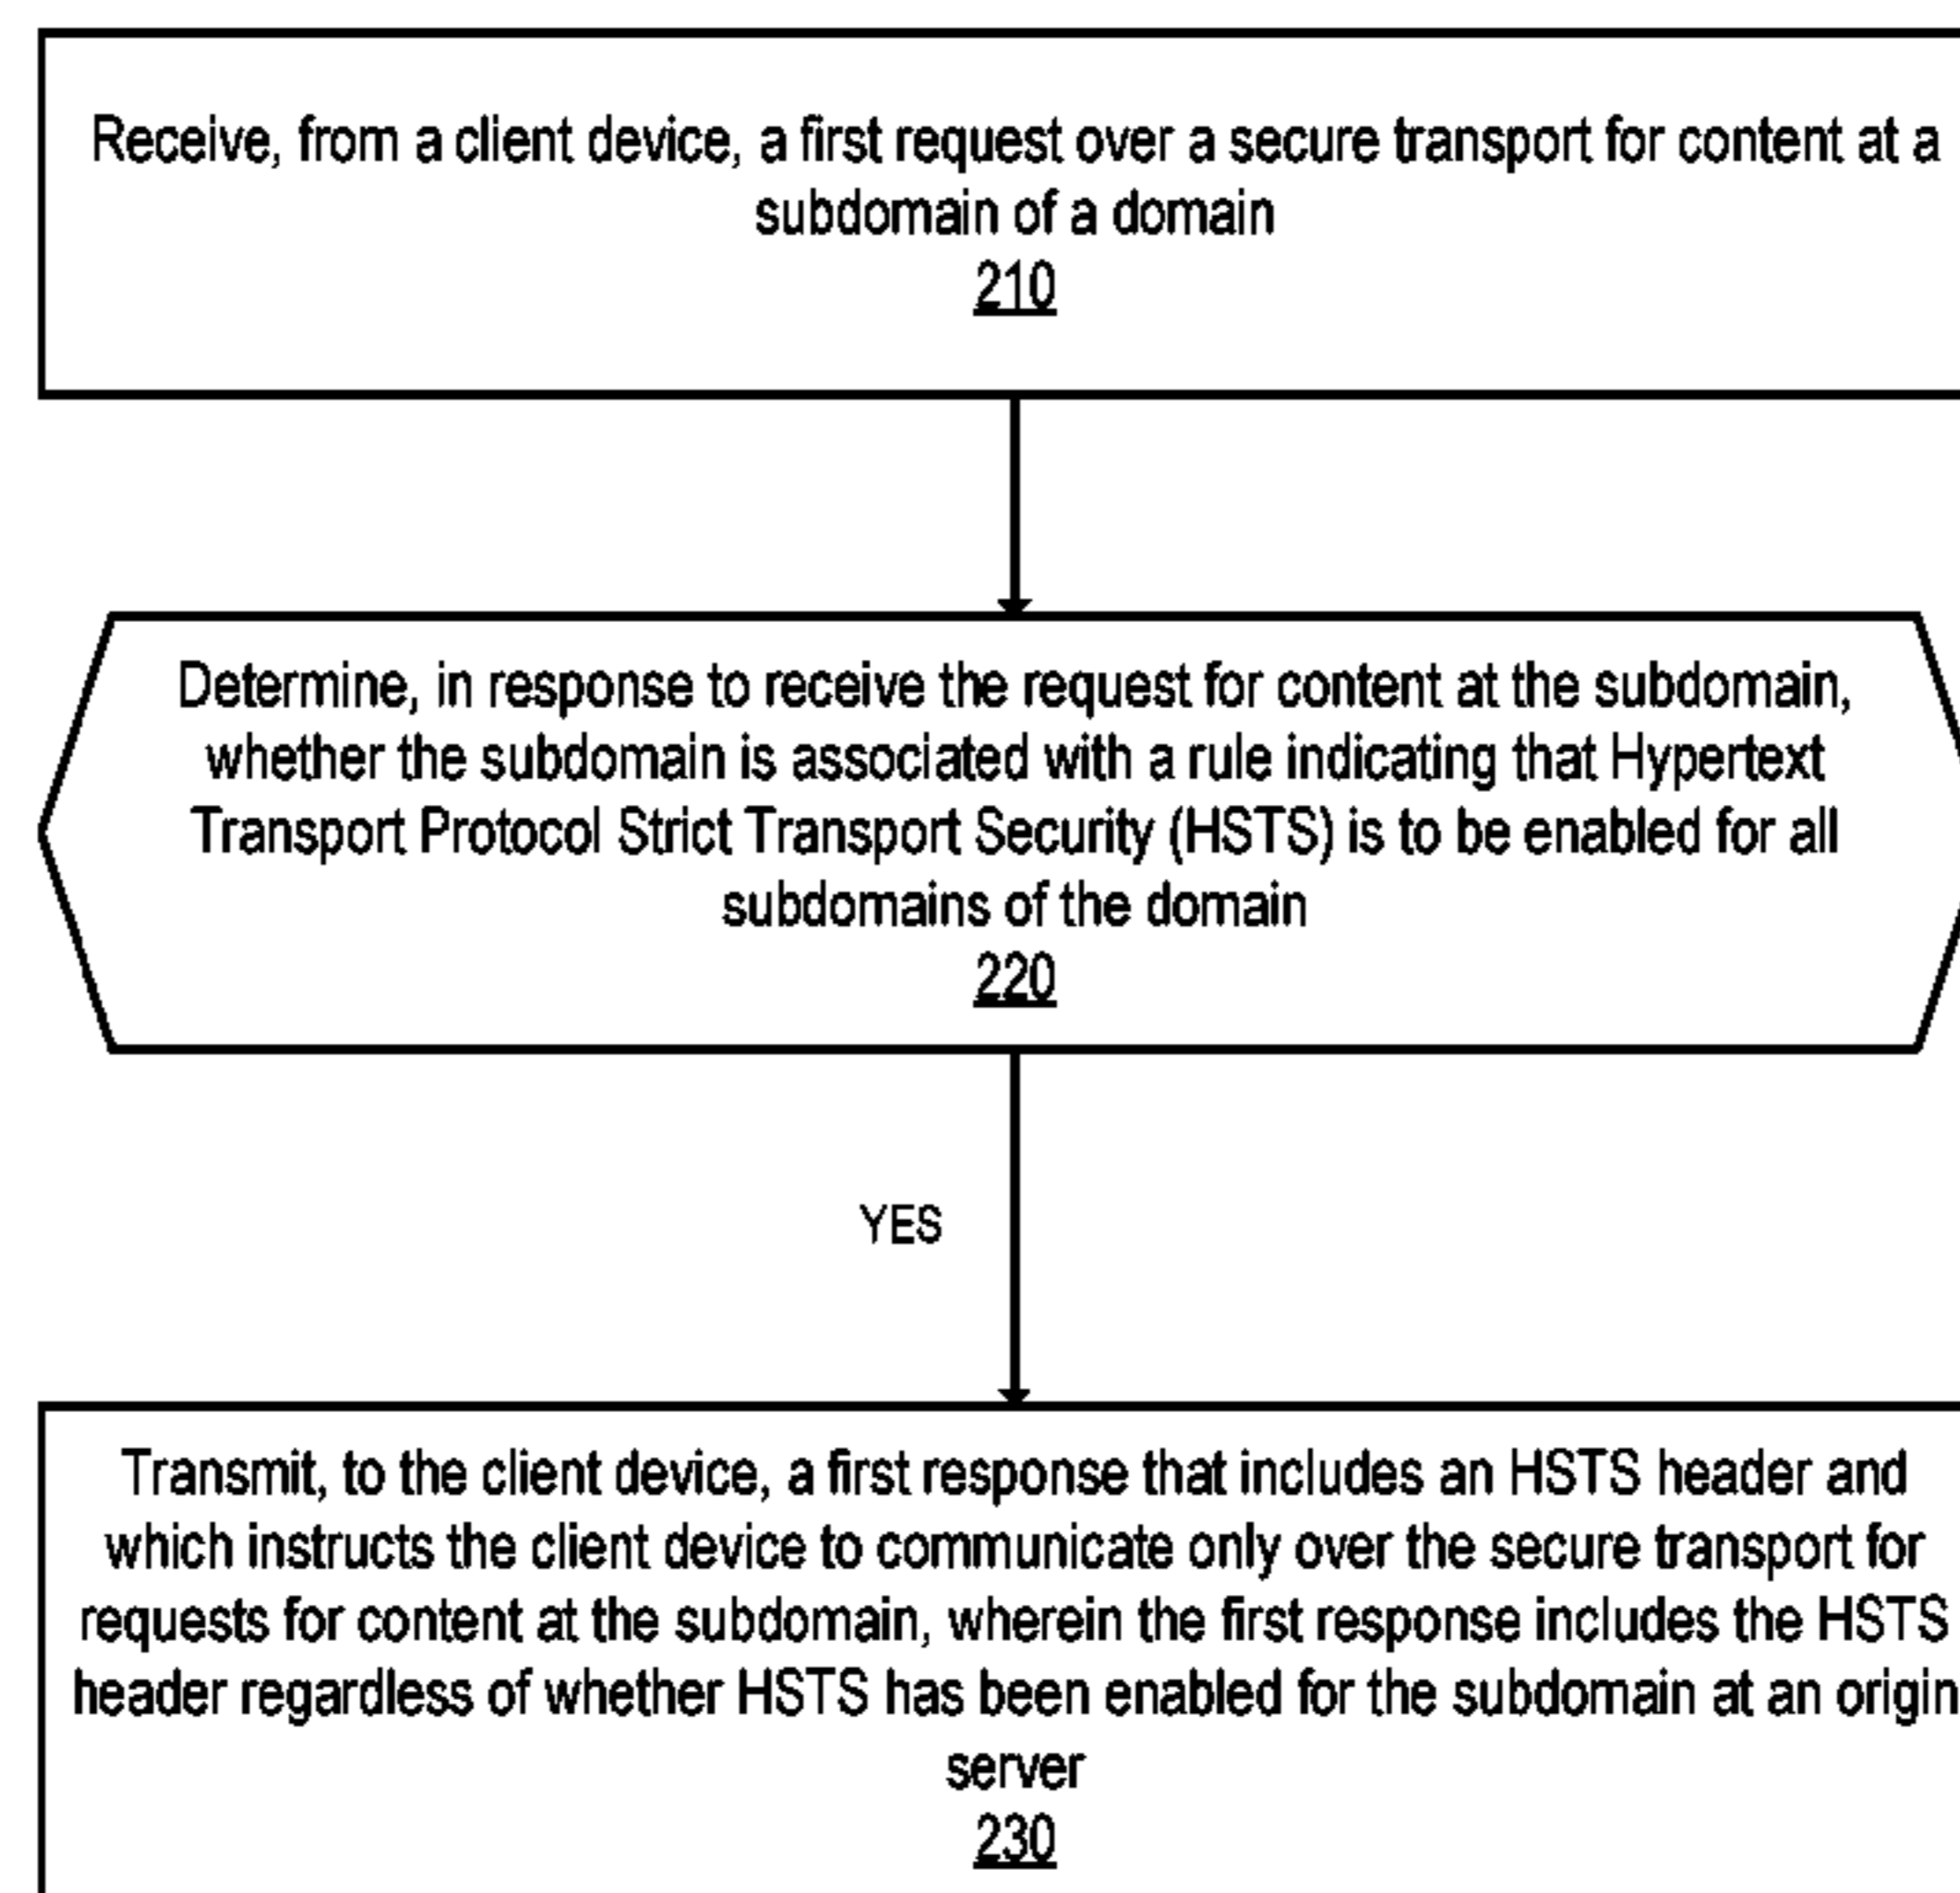 Receive, from a client device, a first request over a secure transport for content at a
subdomain of a domain
210
Determine, in response to receive the request for content at the subdomain,
whether the subdomain is associated with a rule indicating that Hypertext
Transport Protocol Strict Transport Security (HSTS) is to be enabled for all
subdomains of the domain
220
YES
Transmit, to the client device, a first response that includes an HSTS header and
which instructs the client device to communicate only over the secure transport for
requests for content at the subdomain, wherein the first response includes the HSTS
header regardless of whether HSTS has been enabled for the subdomain at an origin
server
230